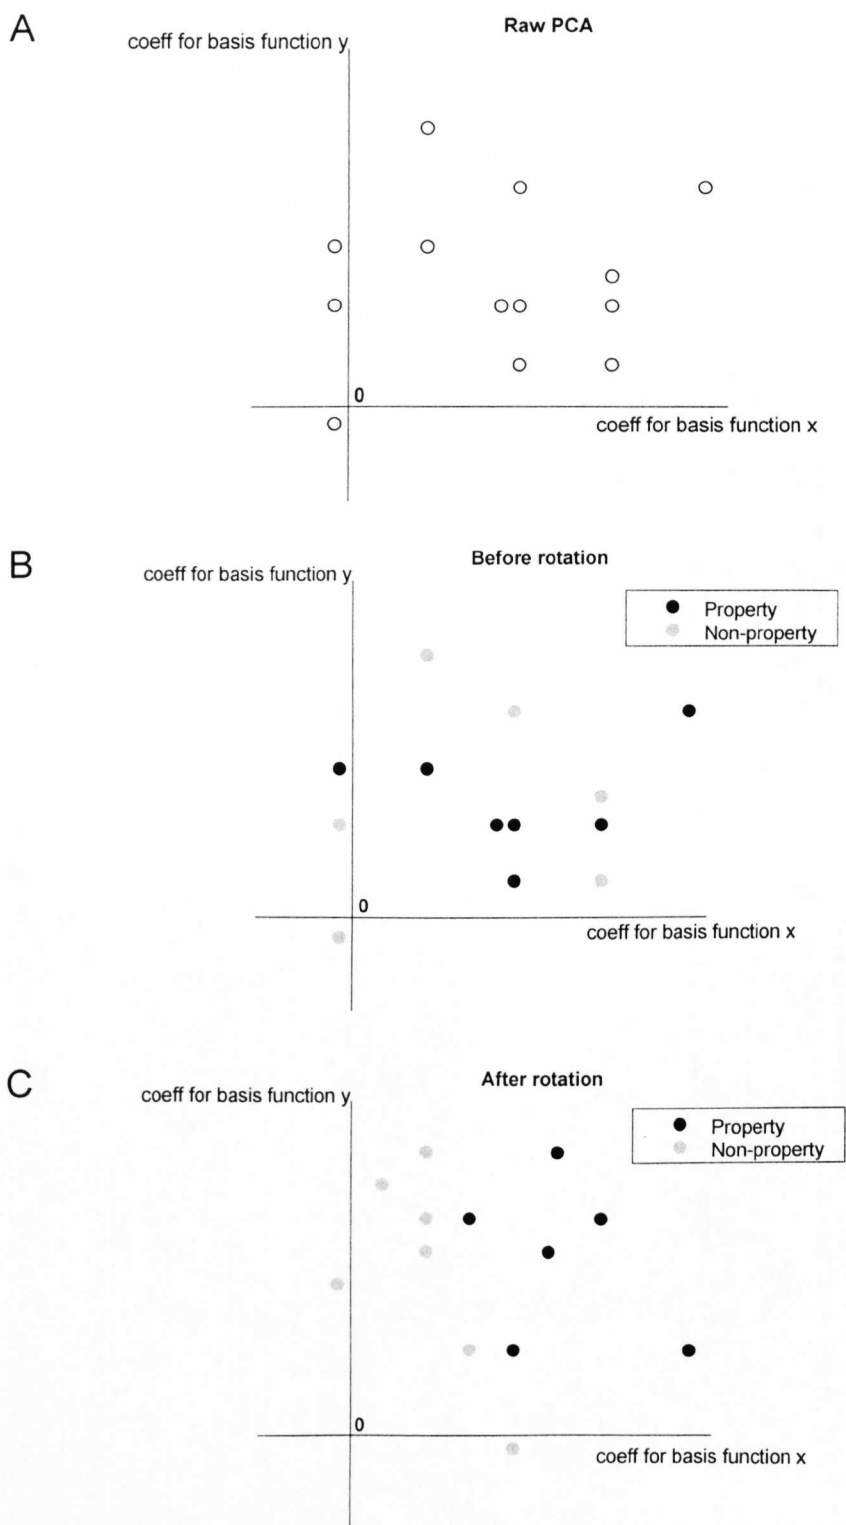 A
Raw PCA
coeff for basis function y
0
coeff for basis function x
B
Before rotation
coeff for basis function y
Property
Non-property
0
coeff for basis function x
C
After rotation
coeff for basis function y
Property
Non-property
0
coeff for basis function x